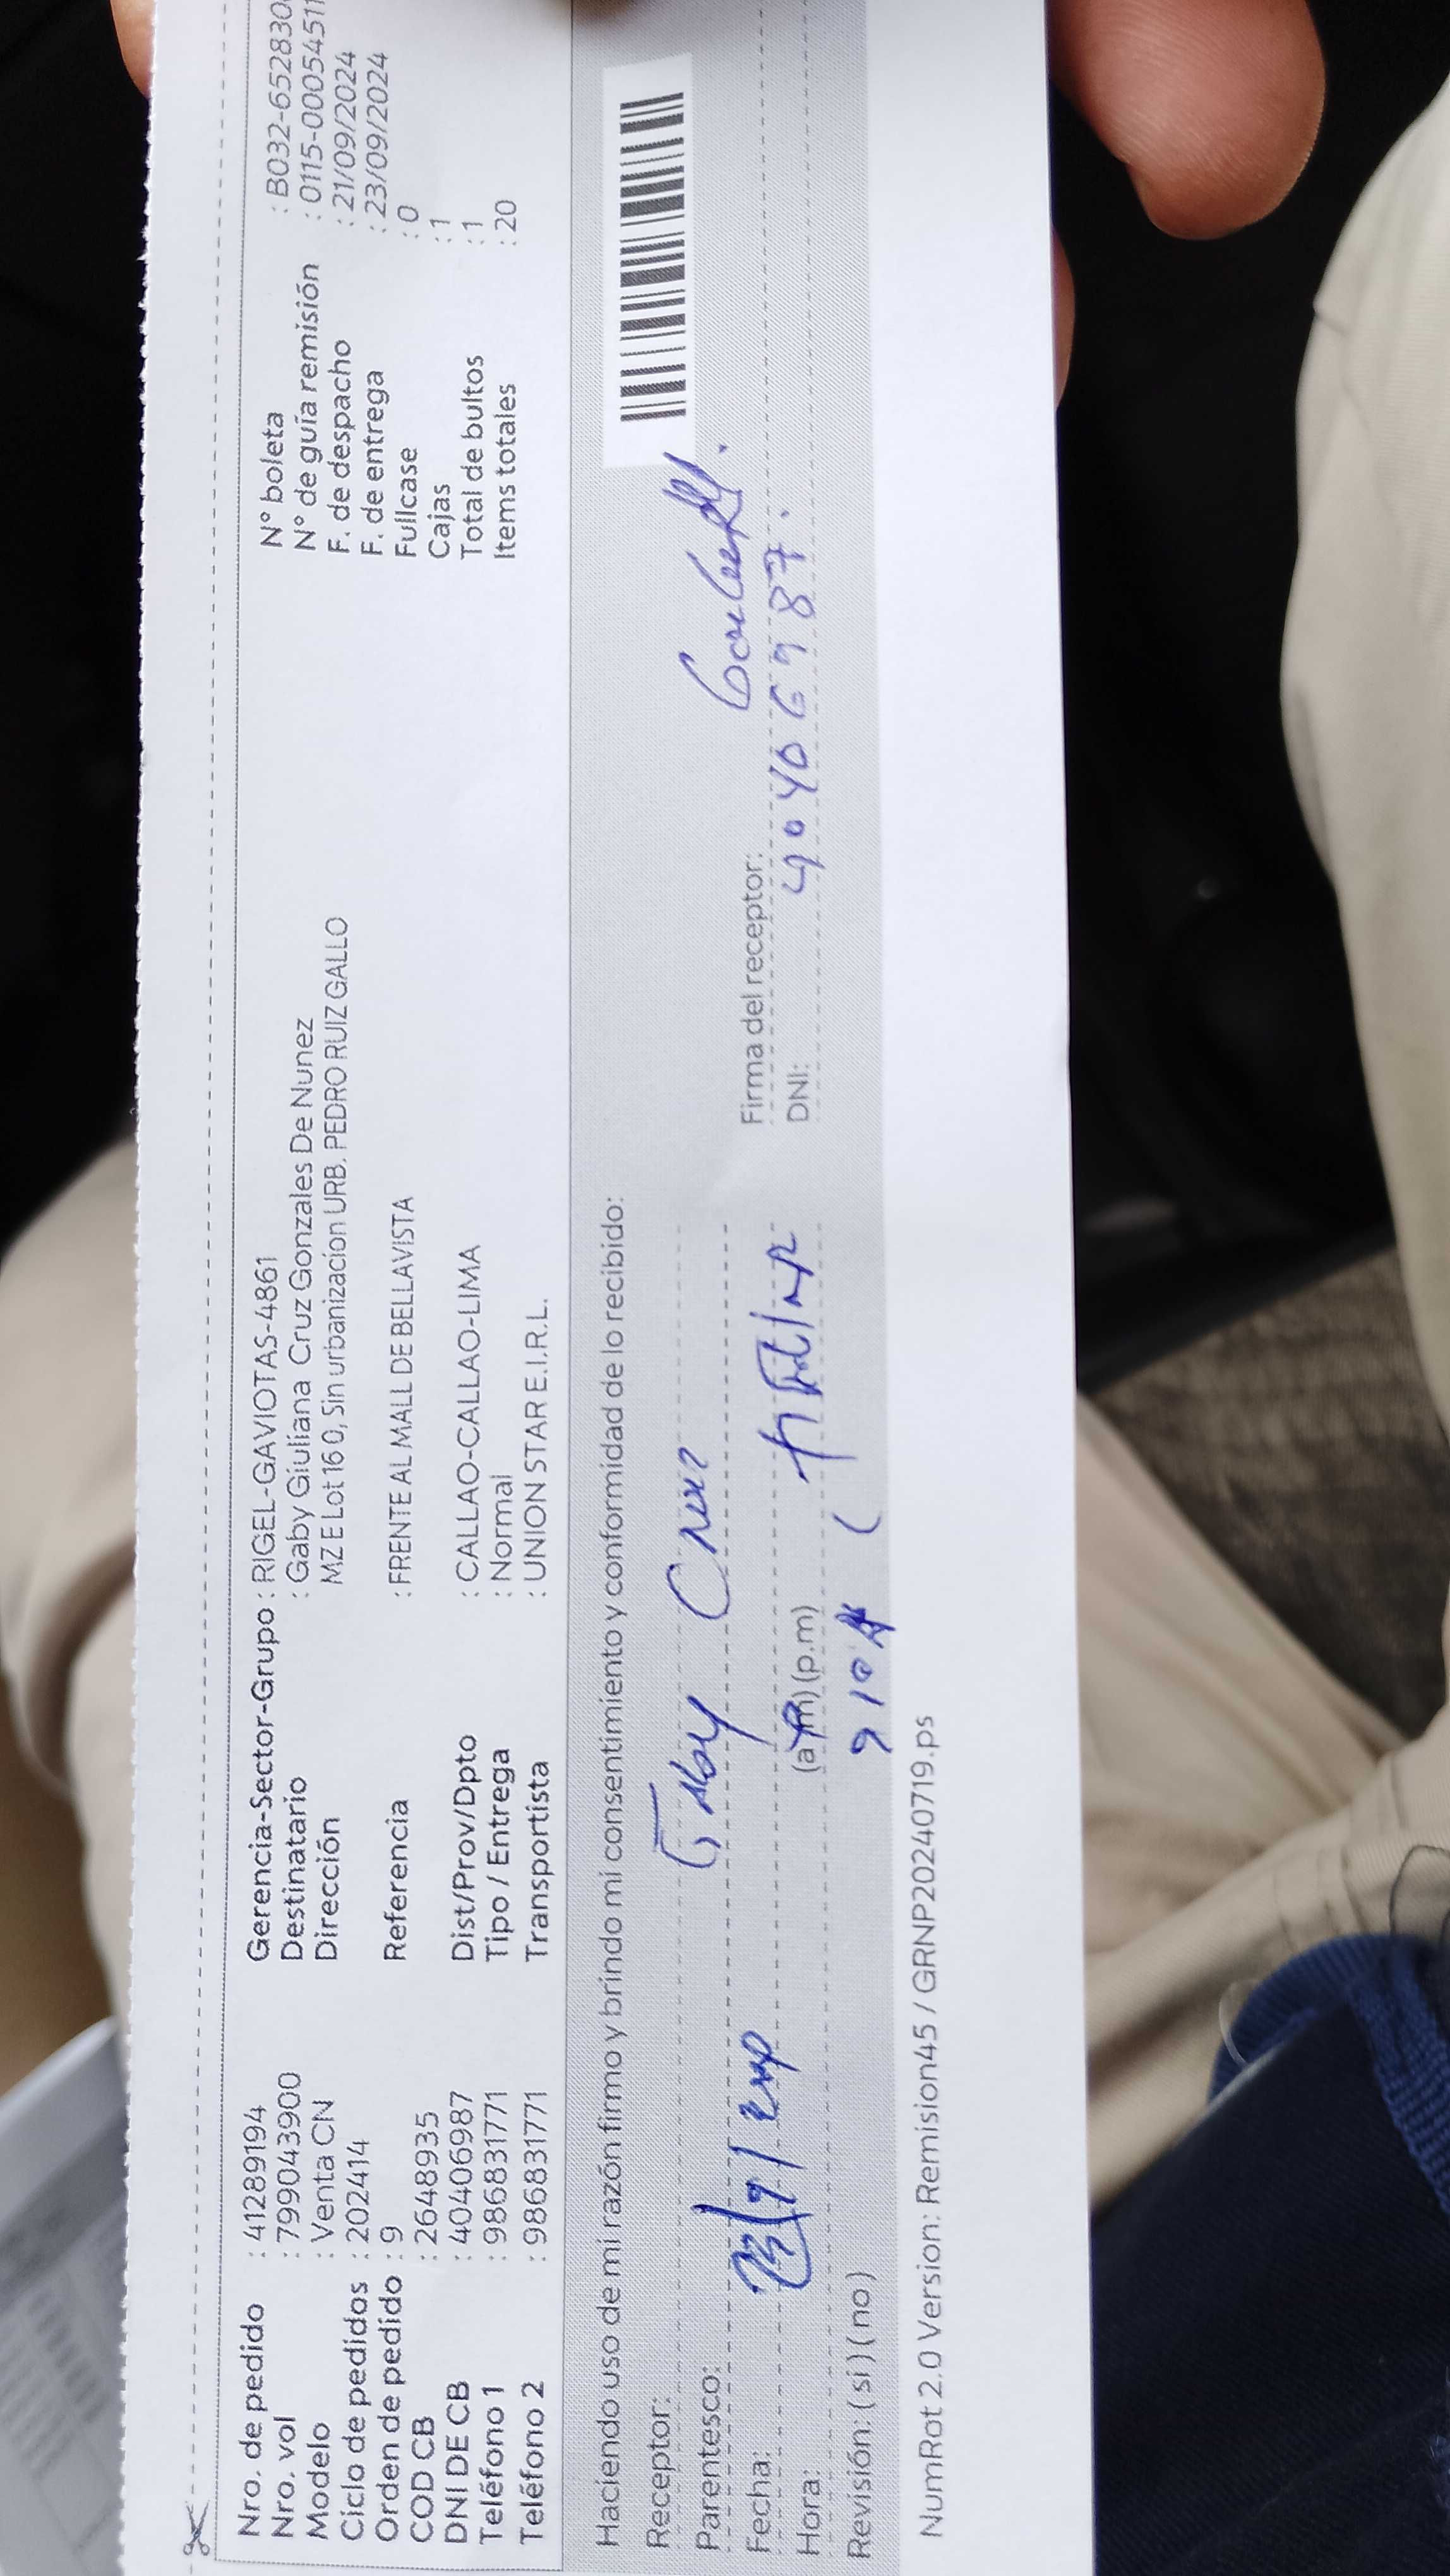 Nro. de pedido : 41289194
Nro. vol : 799043900
Modelo : Venta CN
Ciclo de pedidos : 202414
Orden de pedido : 9
COD CB : 2648935
DNI DE CB : 40406987
Teléfono 1 : 986831771
Teléfono 2 : 986831771
Gerencia-Sector-Grupo : RIGEL-GAVIOTAS-4861
Destinatario : Gaby Giuliana Cruz Gonzales De Nunez
Dirección MZ E Lot 16 0, Sin urbanizacion URB. PEDRO RUIZ GALLO
Referencia : FRENTE AL MALL DE BELLAVISTA
Dist/Prov/Dpto : CALLAO-CALLAO-LIMA
Tipo / Entrega : Normal
Transportista : UNION STAR E.I.R.L.
N° boleta : B032-652830
N° de guía remisión : 0115-00054511
F. de despacho : 21/09/2024
F. de entrega : 23/09/2024
Fullcase : 0
Cajas : 1
Total de bultos : 1
Items totales : 20
Haciendo uso de mi razón firmo y brindo mi consentimiento y conformidad de lo recibido:
Receptor: Gaby Cruz
Parentesco:
Fecha:
Hora: (a.m) (p.m)
Revisión: ( sí ) ( no )
Firma del receptor:
DNI: 40406987.
NumRot 2.0 Version: Remision45 / GRNP20240719.ps